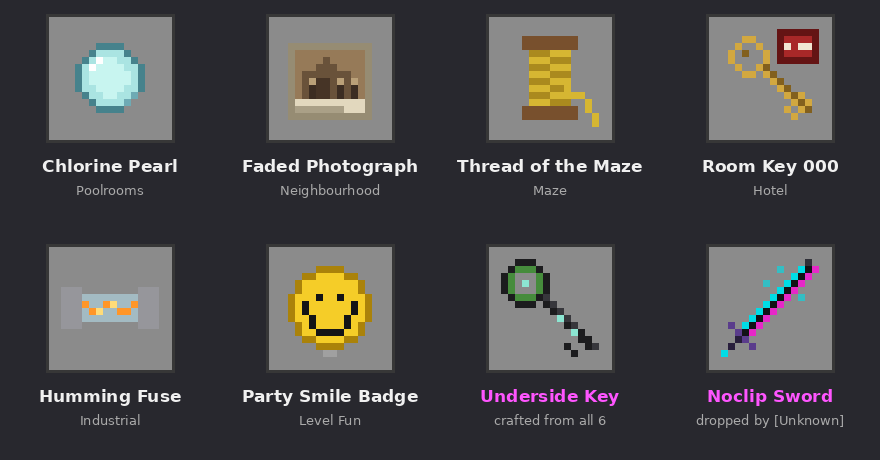 Chlorine Pearl
Poolrooms
Faded Photograph
Neighbourhood
Thread of the Maze
Maze
Room Key 000
Hotel
Humming Fuse
Industrial
Party Smile Badge
Level Fun
Underside Key
crafted from all 6
Noclip Sword
dropped by [Unknown]